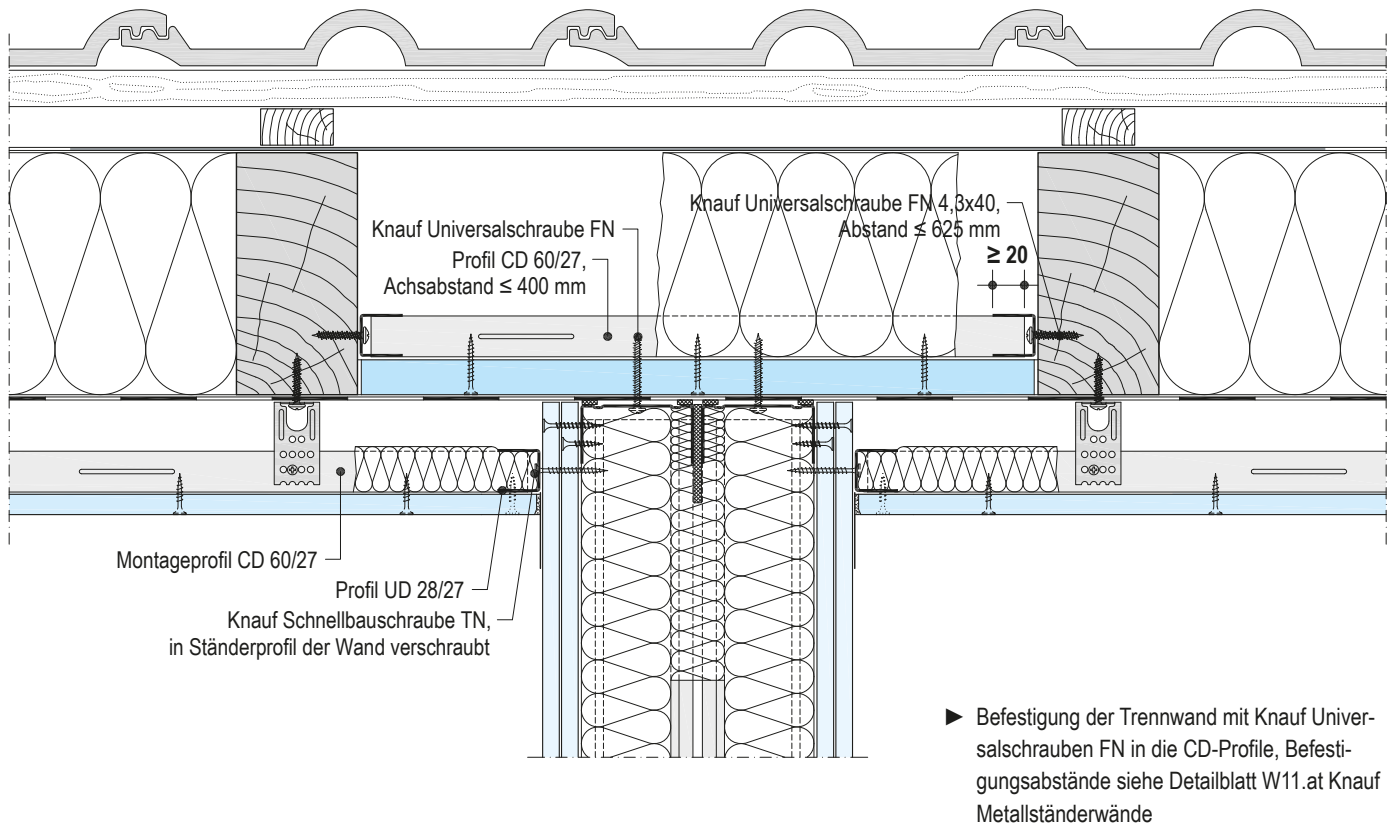 Knauf Universalschraube FN 4,3x40,
Abstand ≤ 625 mm
≥ 20
Knauf Universalschraube FN
Profil CD 60/27,
Achsabstand ≤ 400 mm
Montageprofil CD 60/27
Profil UD 28/27
Knauf Schnellbauschraube TN,
in Ständerprofil der Wand verschraubt
► Befestigung der Trennwand mit Knauf Univer-
salschrauben FN in die CD-Profile, Befesti-
gungsabstände siehe Detailblatt W11.at Knauf
Metallständerwände